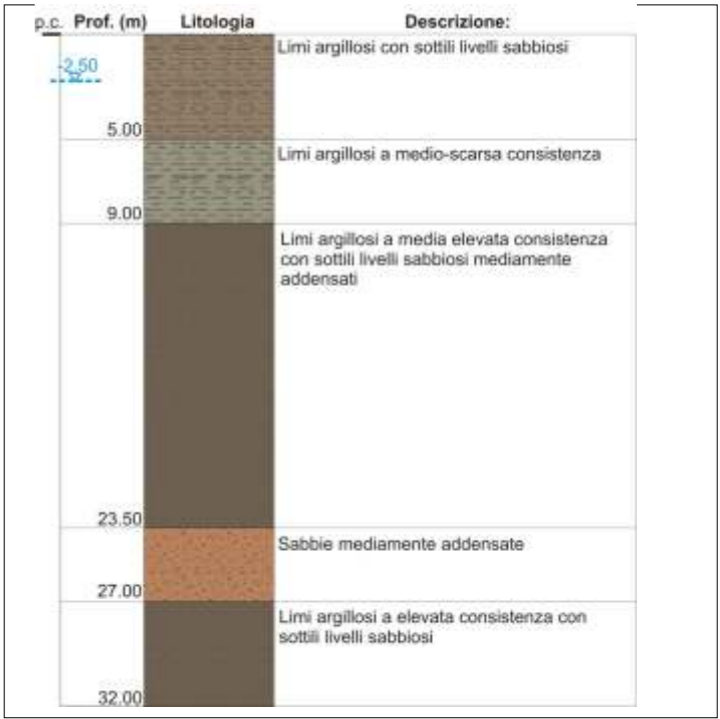 p.c. Prof. (m) Litologia Descrizione:
Limi argillosi con sottili livelli sabbiosi
-2.50
5.00
Limi argillosi a medio-scarsa consistenza
9.00
Limi argillosi a media elevata consistenza
con sottili livelli sabbiosi mediamente
addensati
23.50
Sabbie mediamente addensate
27.00
Limi argillosi a elevata consistenza con
sottili livelli sabbiosi
32.00